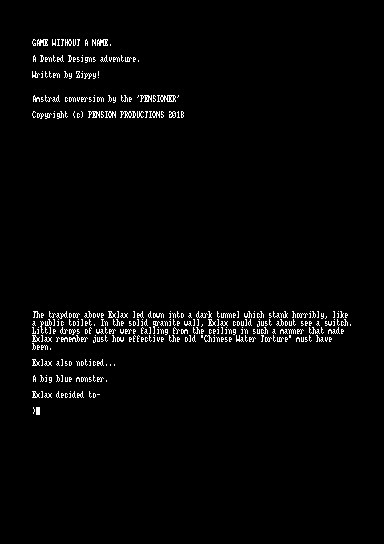 GAME WITHOUT A NAME.
A Dented Designs adventure.
Written by Zippy!
Amstrad conversion by the 'PENSIONER'
Copyright (c) PENSION PRODUCTIONS 2018
The trapdoor above Exlax led down into a dark tunnel which stank horribly, like
a public toilet. In the solid granite wall, Exlax could just about see a switch.
Little drops of water were falling from the ceiling in such a manner that made
Exlax remember just how effective the old "Chinese Water Torture" must have
been.
Exlax also noticed...
A big blue monster.
Exlax decided to-
>